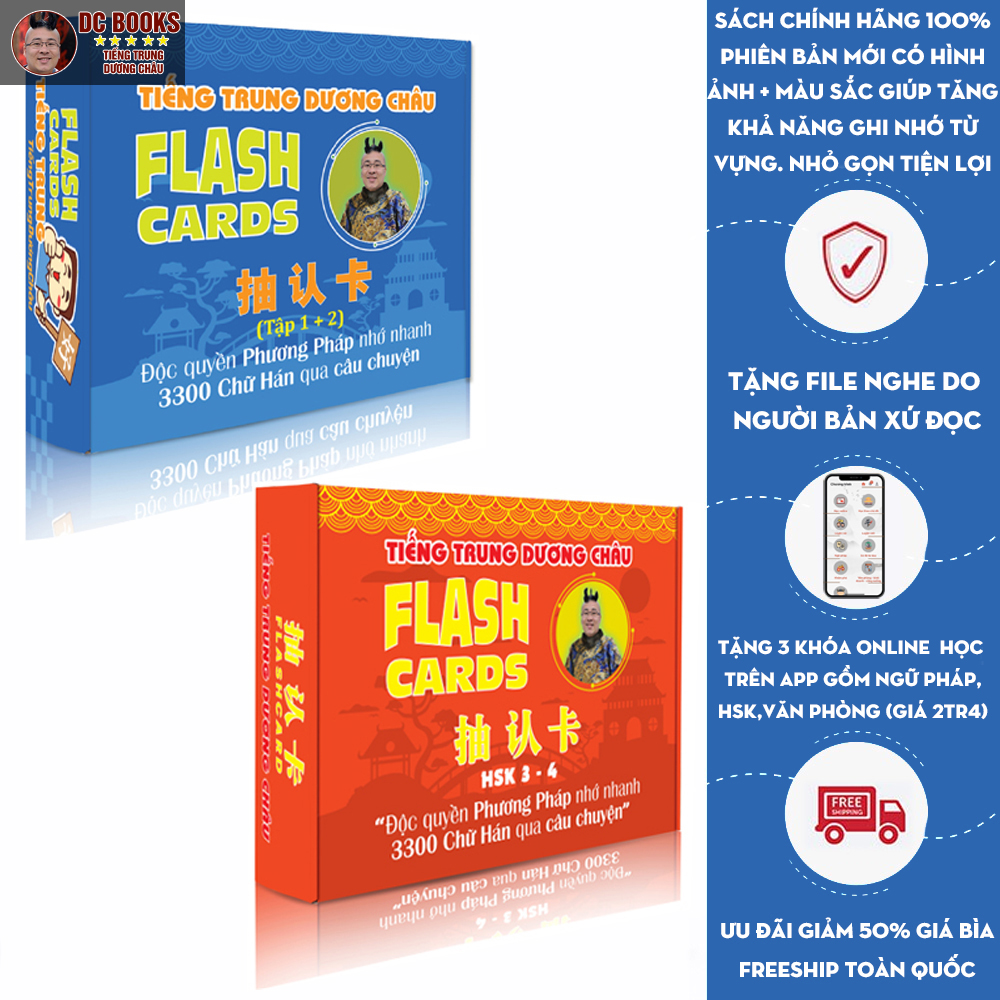 DC BOOKS
TIẾNG TRUNG
DƯƠNG CHÂU
TIẾNG TRUNG DƯƠNG CHÂU
FLASH
CARDS
抽认卡
(Tập 1 + 2)
Độc quyền Phương Pháp nhớ nhanh
3300 Chữ Hán qua câu chuyện
FLASH
CARDS
TIẾNG TRUNG
TIẾNG TRUNG DƯƠNG CHÂU
FLASH
CARDS
抽认卡
HSK 3 - 4
“Độc quyền Phương Pháp nhớ nhanh
3300 Chữ Hán qua câu chuyện”
抽认卡
FLASHCARD
TIẾNG TRUNG DƯƠNG CHÂU
SÁCH CHÍNH HÃNG 100%
PHIÊN BẢN MỚI CÓ HÌNH
ẢNH + MÀU SẮC GIÚP TĂNG
KHẢ NĂNG GHI NHỚ TỪ
VỰNG. NHỎ GỌN TIỆN LỢI
TẶNG FILE NGHE DO
NGƯỜI BẢN XỨ ĐỌC
TẶNG 3 KHÓA ONLINE HỌC
TRÊN APP GỒM NGỮ PHÁP,
HSK,VĂN PHÒNG (GIÁ 2TR4)
FREE
SHIPPING
ƯU ĐÃI GIẢM 50% GIÁ BÌA
FREESHIP TOÀN QUỐC